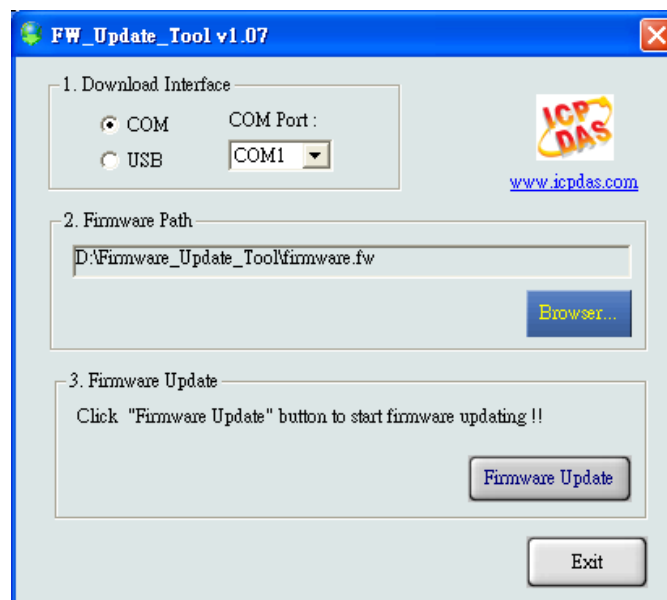 FW_Update_Tool v1.07
1. Download Interface
COM
COM Port :
USB
COM1
ICP
DAS
www.icpdas.com
2. Firmware Path
D:\Firmware_Update_Tool\firmware.fw
Browser...
3. Firmware Update
Click "Firmware Update" button to start firmware updating !!
Firmware Update
Exit